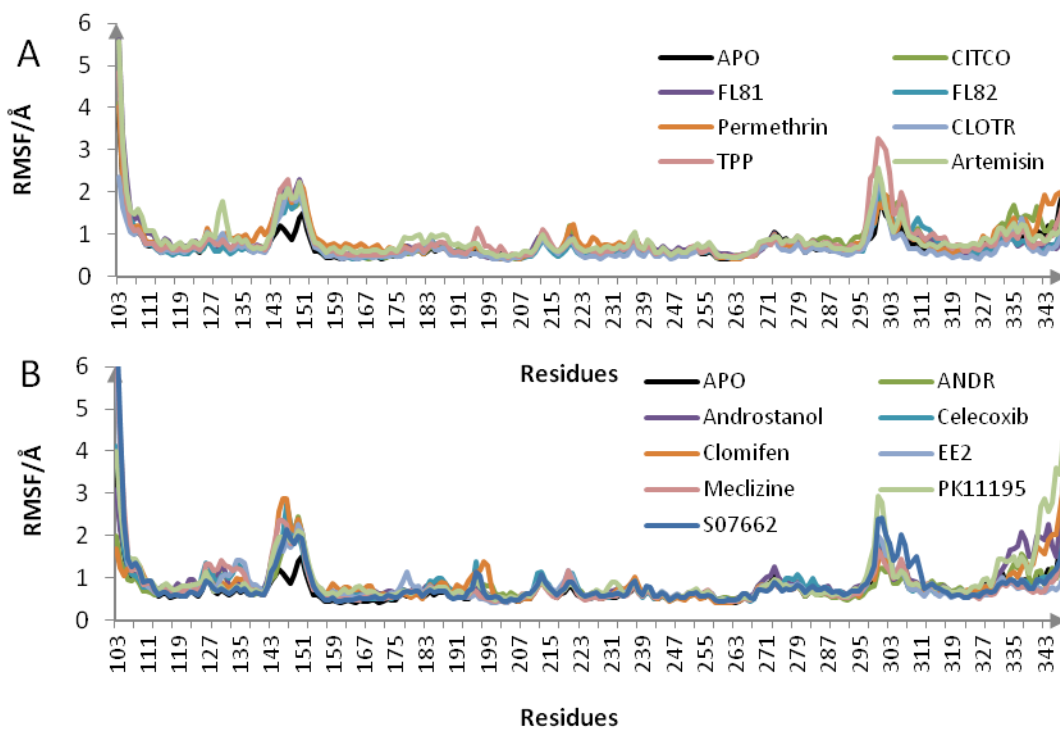 A
RMSF/Å
6
5
4
3
2
1
0
APO CITCO
FL81 FL82
Permethrin CLOTR
TPP Artemisin
103 111 119 127 135 143 151 159 167 175 183 191 199 207 215 223 231 239 247 255 263 271 279 287 295 303 311 319 327 335 343
Residues
B
RMSF/Å
6
5
4
3
2
1
0
APO ANDR
Androstanol Celecoxib
Clomifen EE2
Meclizine PK11195
S07662
103 111 119 127 135 143 151 159 167 175 183 191 199 207 215 223 231 239 247 255 263 271 279 287 295 303 311 319 327 335 343
Residues